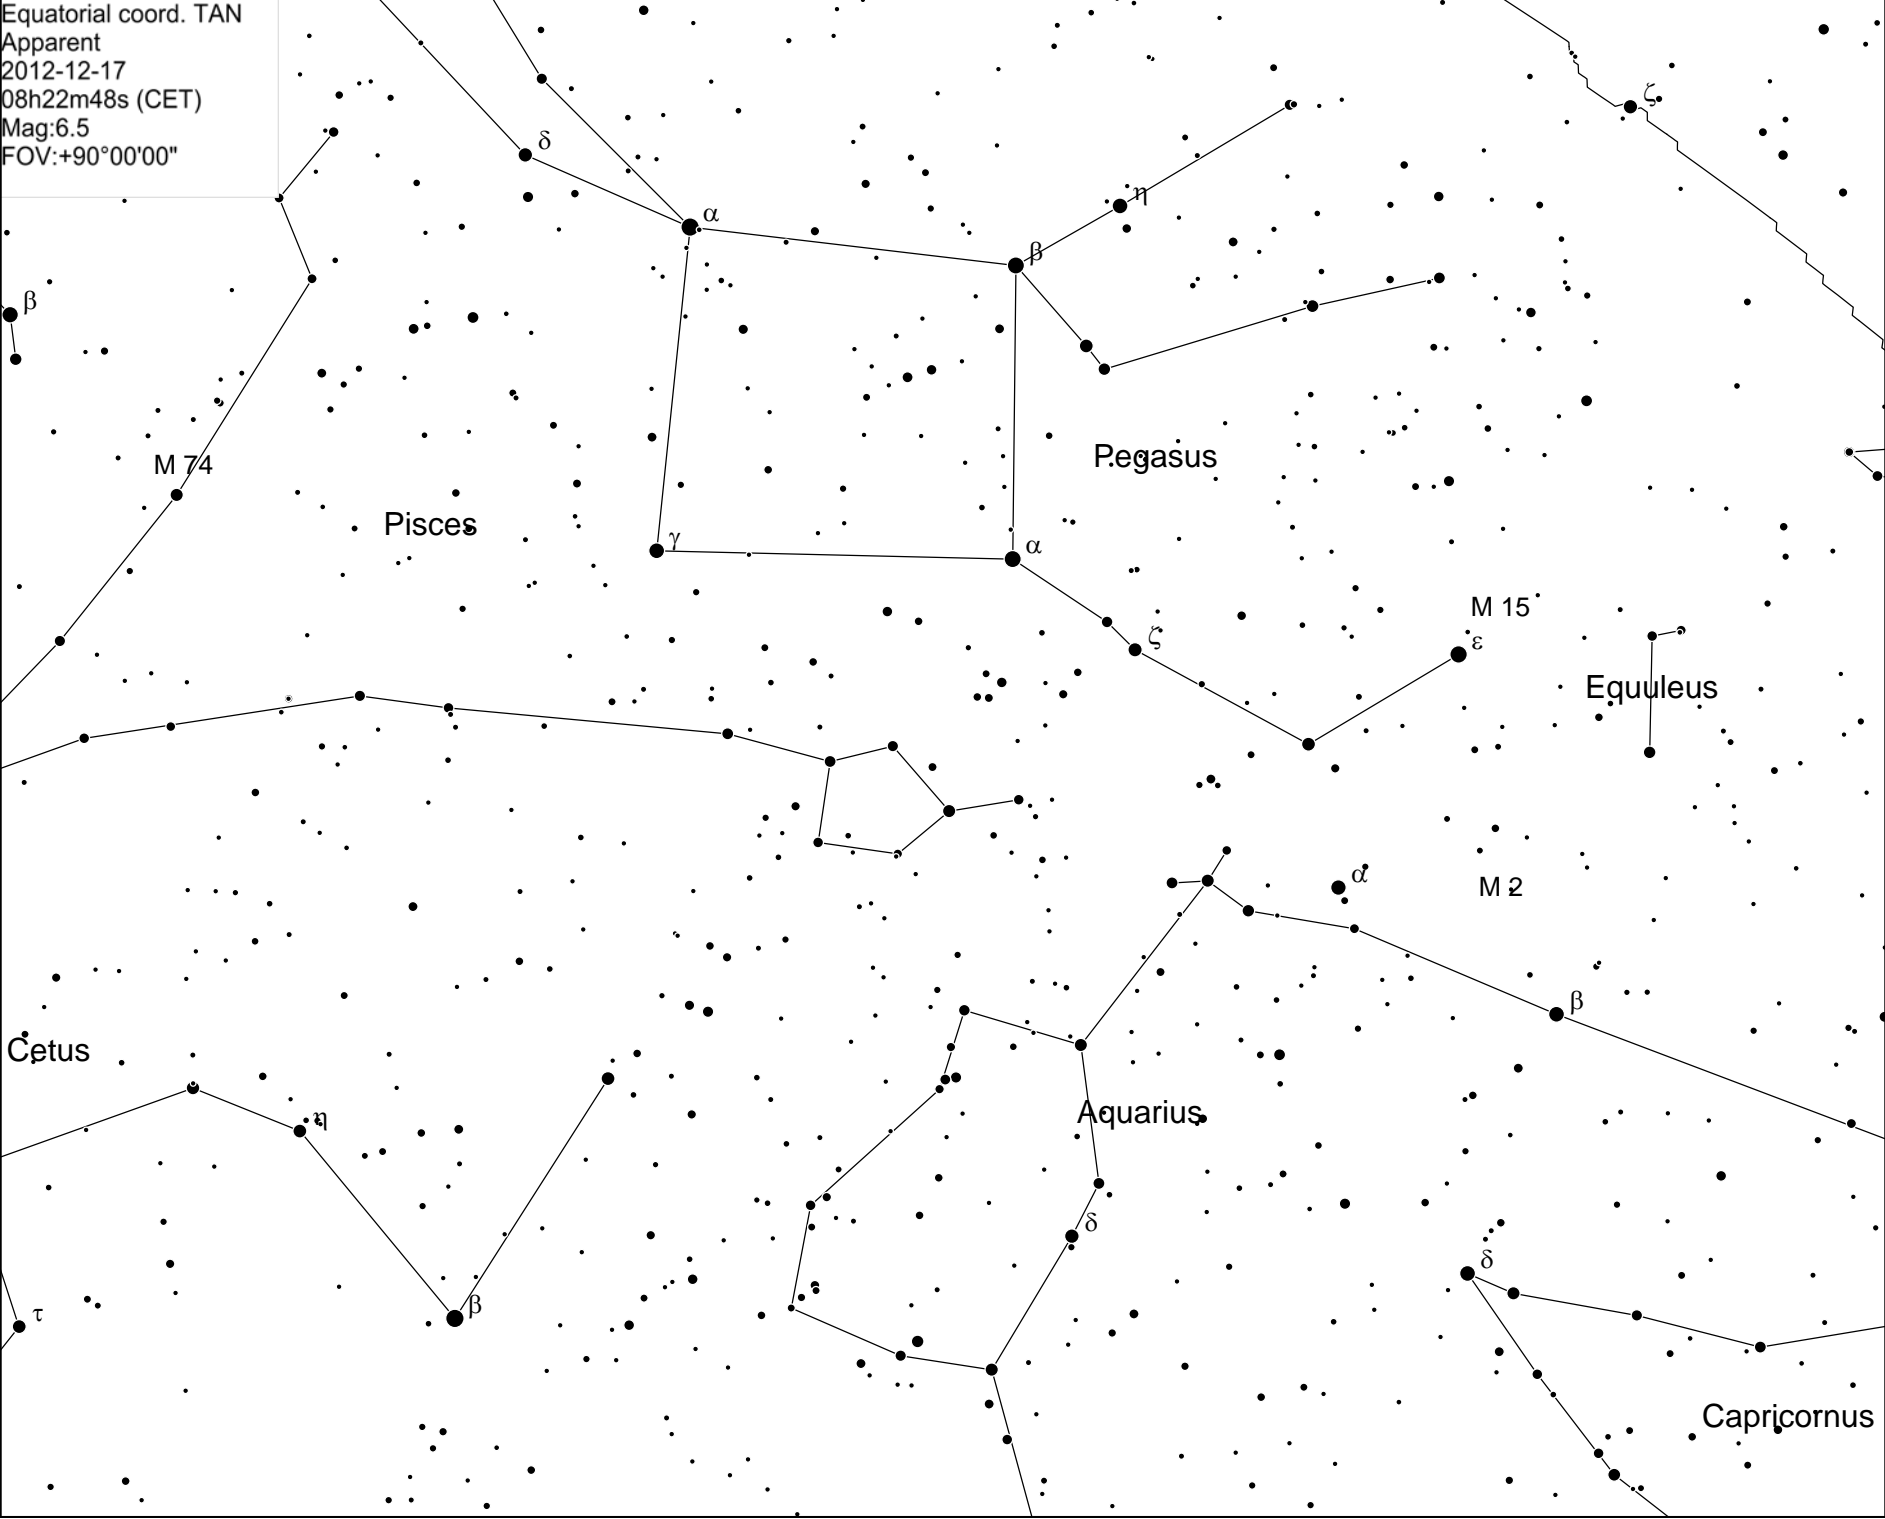 Equatorial coord. TAN
Apparent
2012-12-17
08h22m48s (CET)
Mag:6.5
FOV:+90°00'00"
ζ
δ
η
α
β
β
Pegasus
M 74
Pisces
γ
α
M 15
ζ
ε
Equuleus
α
M 2
β
Cetus
η
Aquarius
δ
δ
β
τ
Capricornus